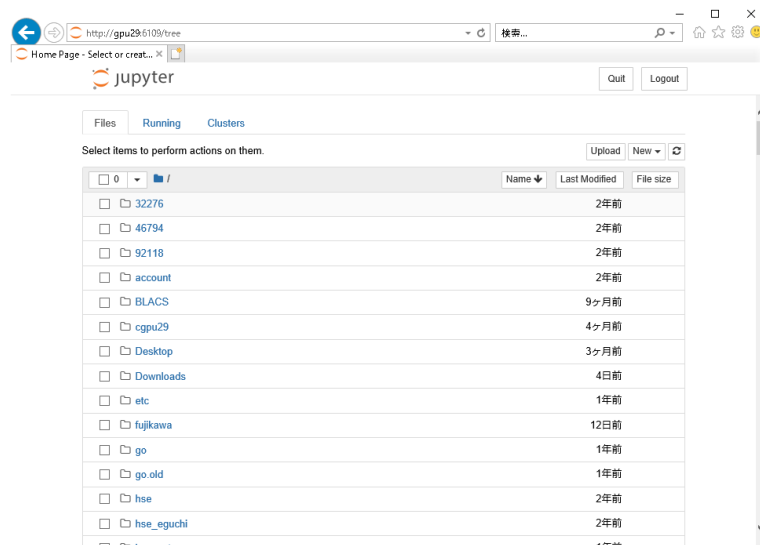 http://gpu29:6109/tree
検索...
Home Page - Select or creat...
jupyter
Quit Logout
Files Running Clusters
Select items to perform actions on them.
Upload New
0 / Name Last Modified File size
32276 2年前
46794 2年前
92118 2年前
account 2年前
BLACS 9ヶ月前
cgpu29 4ヶ月前
Desktop 3ヶ月前
Downloads 4日前
etc 1年前
fujikawa 12日前
go 1年前
go.old 1年前
hse 2年前
hse_eguchi 2年前